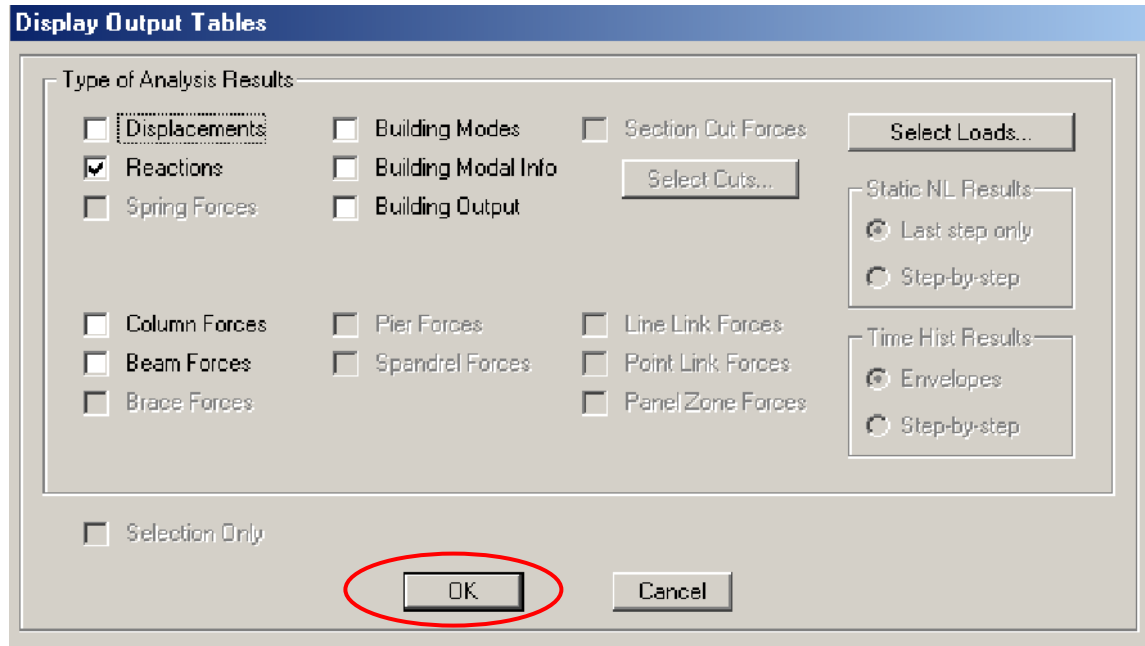 Display Output Tables
Type of Analysis Results
Displacements
Building Modes
Section Cut Forces
Select Loads...
Reactions
Building Modal Info
Select Cuts...
Spring Forces
Building Output
Static NL Results
Last step only
Step-by-step
Column Forces
Pier Forces
Line Link Forces
Beam Forces
Spandrel Forces
Point Link Forces
Brace Forces
Panel Zone Forces
Time Hist Results
Envelopes
Step-by-step
Selection Only
OK
Cancel